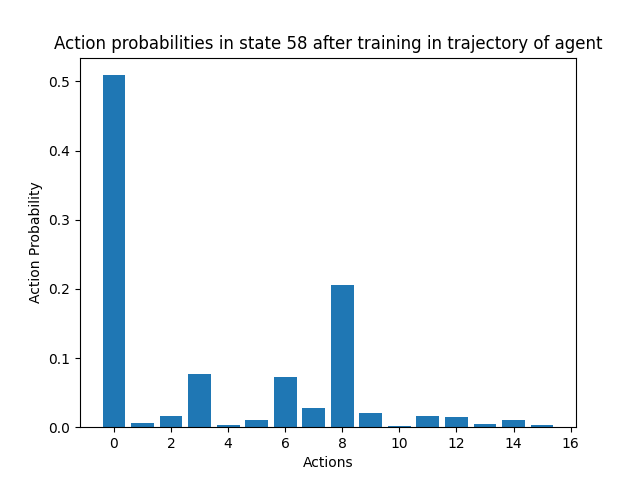 Action probabilities in state 58 after training in trajectory of agent
0.5
0.4
0.3
0.2
0.1
0.0
Action Probability
0 2 4 6 8 10 12 14 16
Actions